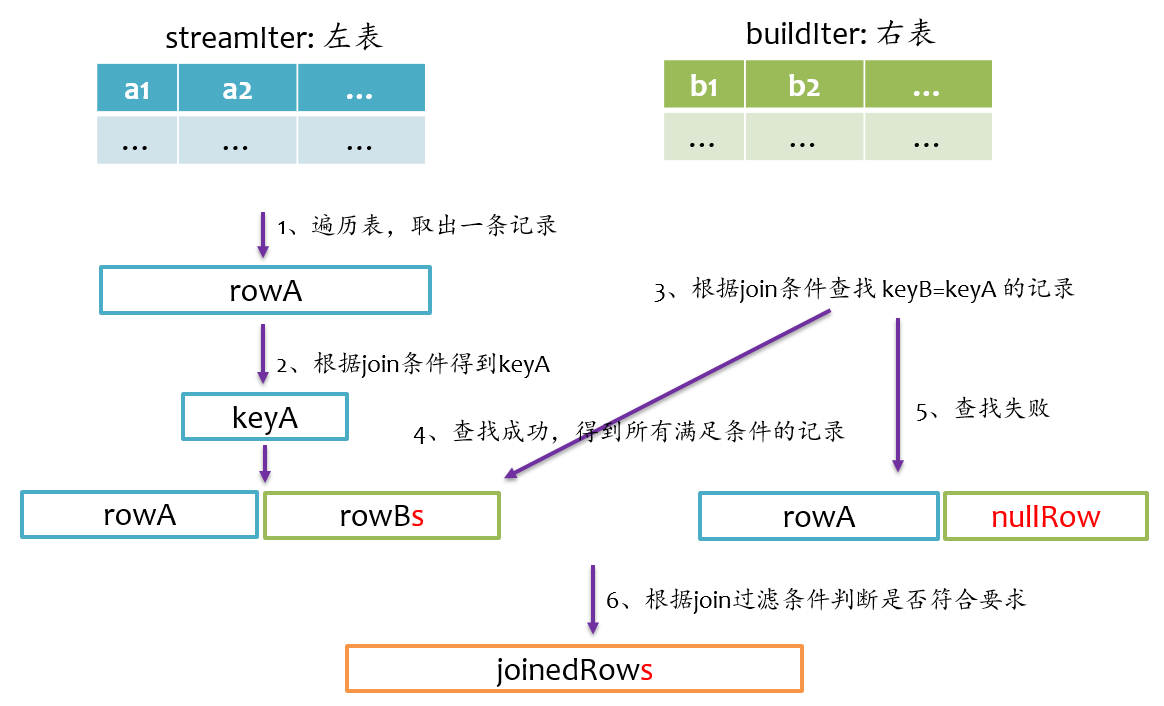 streamIter: 左表
buildIter: 右表
a1 a2 ...
... ... ...
b1 b2 ...
... ... ...
1、遍历表，取出一条记录
rowA
3、根据join条件查找 keyB=keyA 的记录
2、根据join条件得到keyA
keyA
5、查找失败
4、查找成功，得到所有满足条件的记录
rowA rowBs
rowA nullRow
6、根据join过滤条件判断是否符合要求
joinedRows